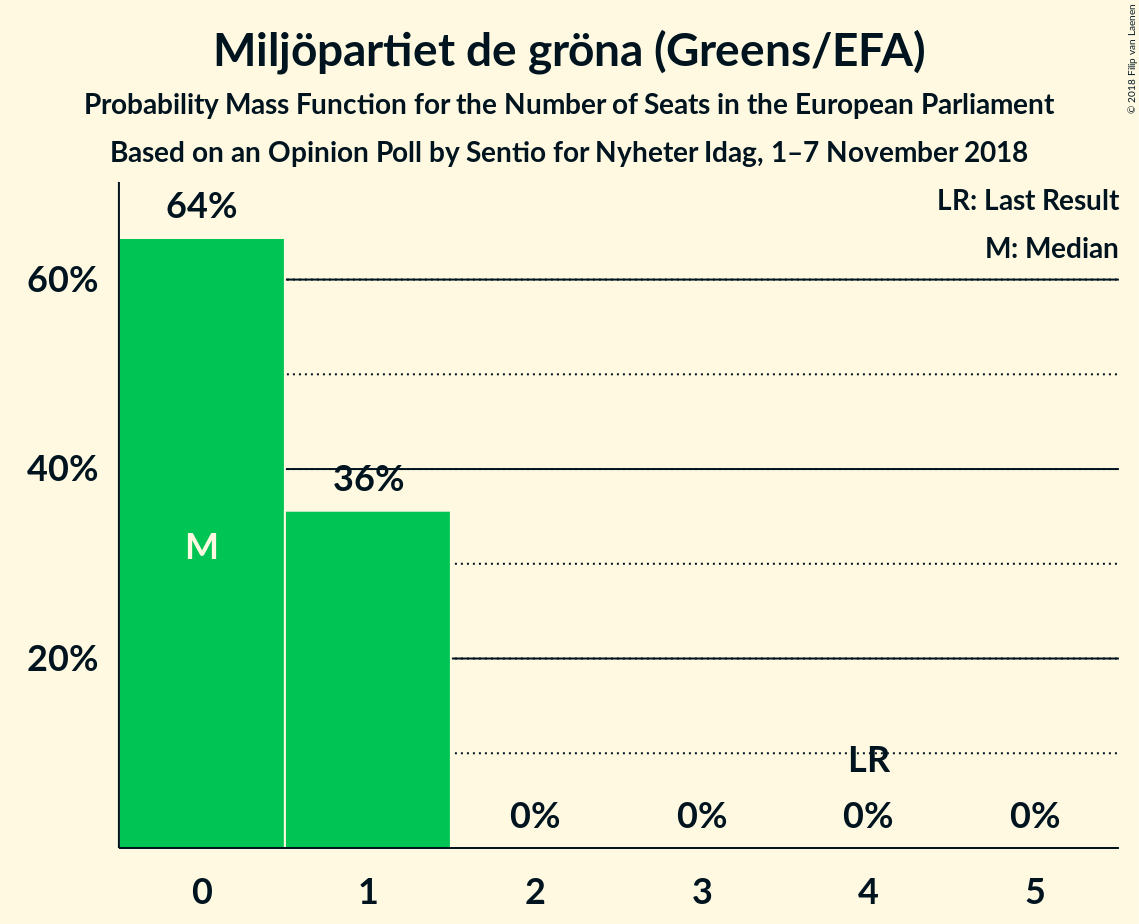 Miljöpartiet de gröna (Greens/EFA)
Probability Mass Function for the Number of Seats in the European Parliament
Based on an Opinion Poll by Sentio for Nyheter Idag, 1–7 November 2018
© 2018 Filip van Laenen
LR: Last Result
M: Median
64%
60%
40%
36%
M
20%
LR
0% 0% 0% 0%
0 1 2 3 4 5